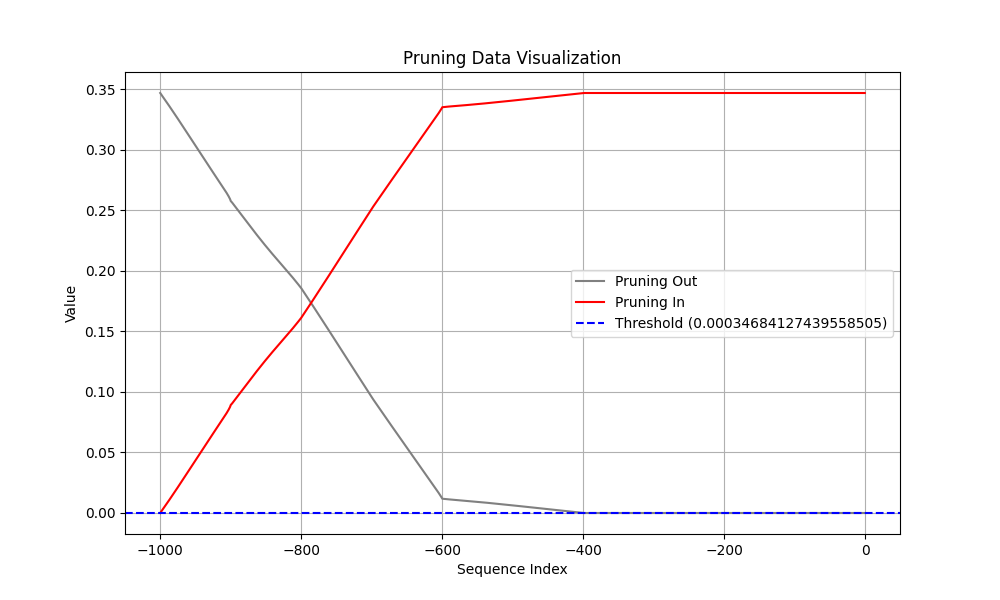 Pruning Data Visualization
Value
0.35
0.30
0.25
0.20
0.15
0.10
0.05
0.00
Pruning Out
Pruning In
Threshold (0.00034684127439558505)
−1000
−800
−600
−400
−200
0
Sequence Index